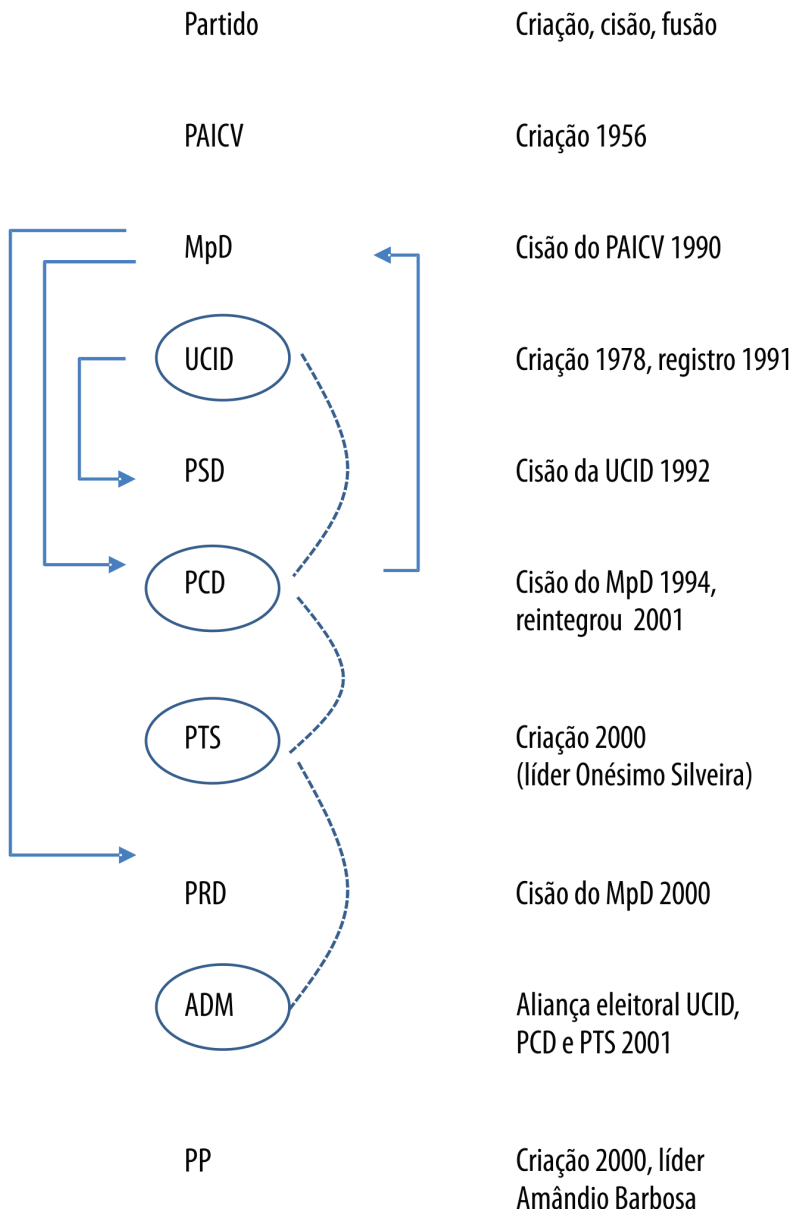 Partido Criação, cisão, fusão
PAICV Criação 1956
MpD Cisão do PAICV 1990
UCID Criação 1978, registro 1991
PSD Cisão da UCID 1992
PCD Cisão do MpD 1994,
reintegrou 2001
PTS Criação 2000
(líder Onésimo Silveira)
PRD Cisão do MpD 2000
ADM Aliança eleitoral UCID,
PCD e PTS 2001
PP Criação 2000, líder
Amândio Barbosa